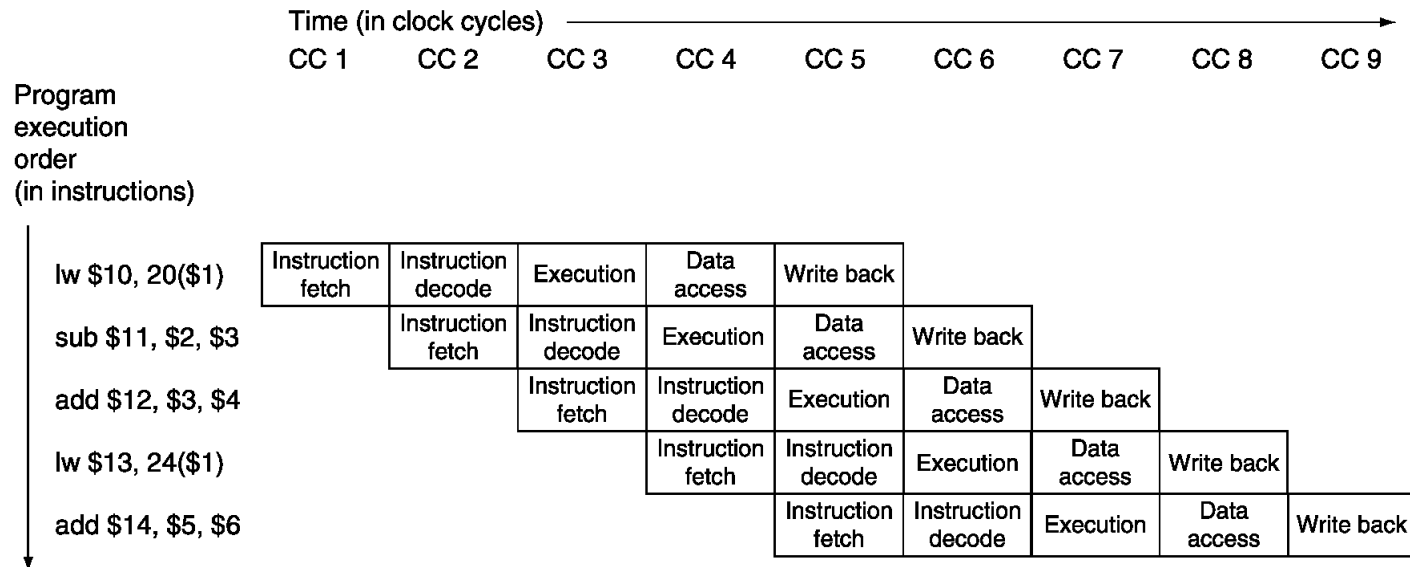 Time (in clock cycles)
CC 1 CC 2 CC 3 CC 4 CC 5 CC 6 CC 7 CC 8 CC 9
Program
execution
order
(in instructions)
lw $10, 20($1)
Instruction
fetch
Instruction
decode
Execution
Data
access
Write back
sub $11, $2, $3
Instruction
fetch
Instruction
decode
Execution
Data
access
Write back
add $12, $3, $4
Instruction
fetch
Instruction
decode
Execution
Data
access
Write back
lw $13, 24($1)
Instruction
fetch
Instruction
decode
Execution
Data
access
Write back
add $14, $5, $6
Instruction
fetch
Instruction
decode
Execution
Data
access
Write back